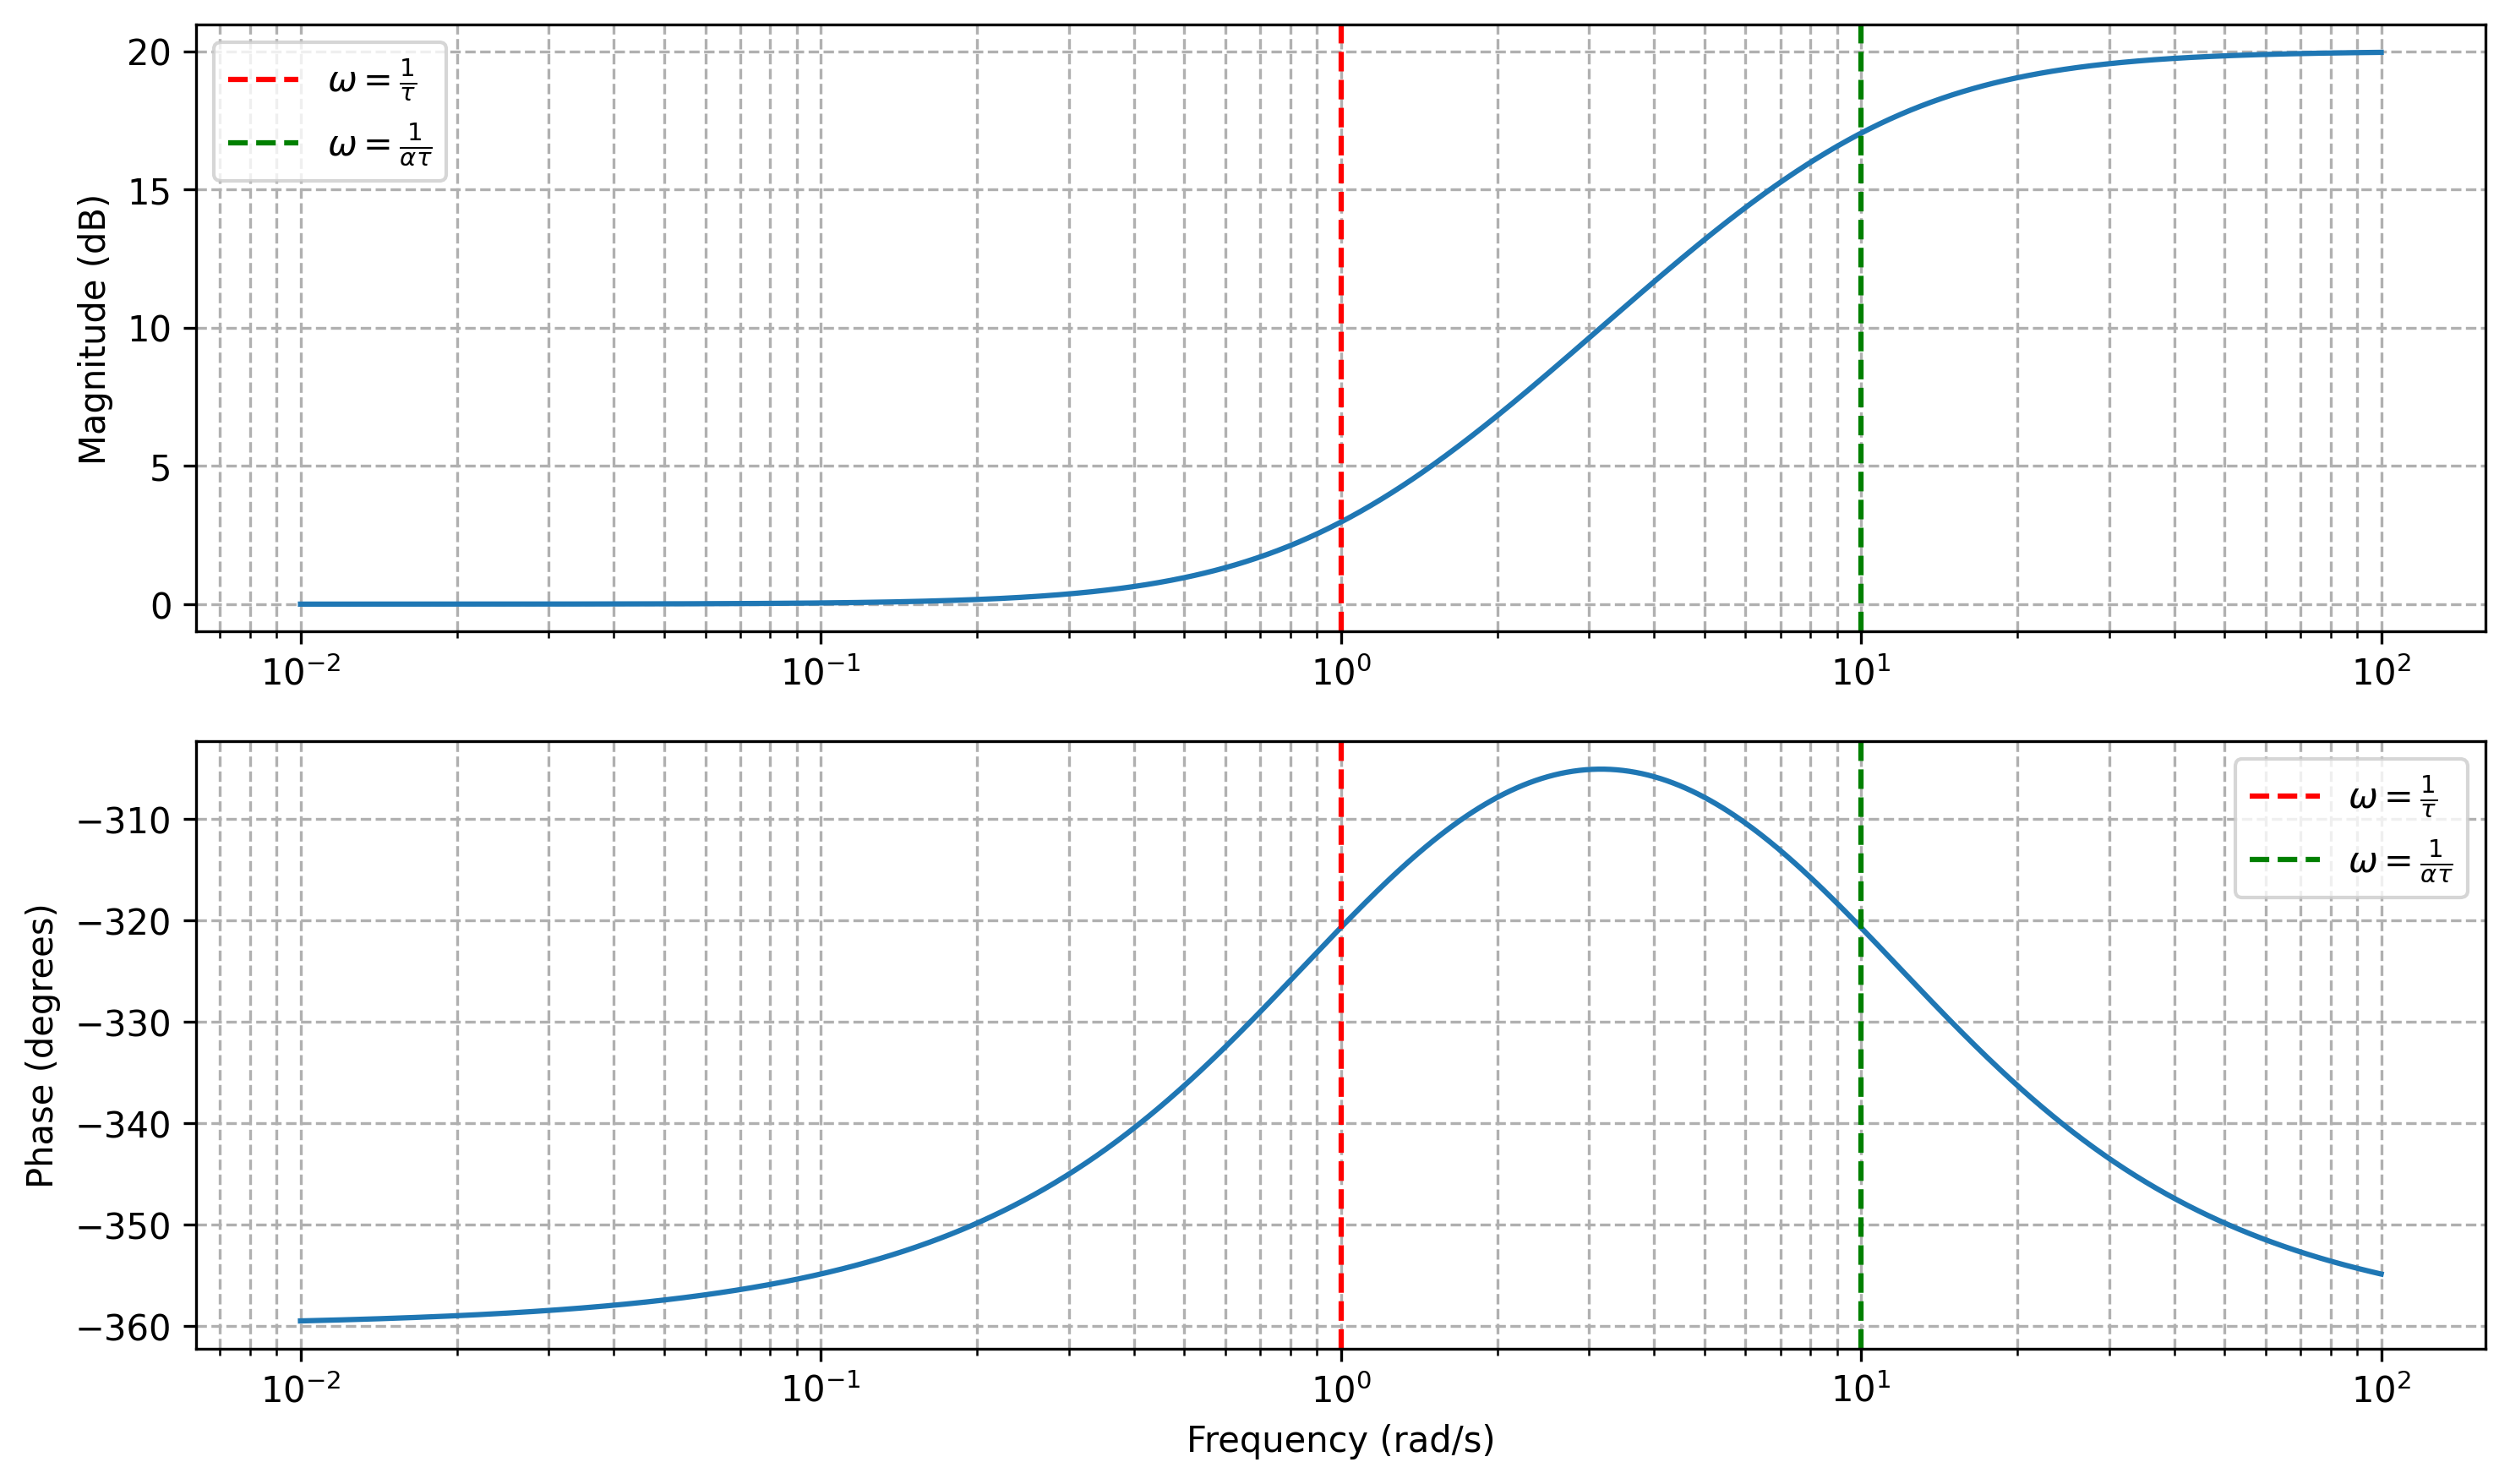 Magnitude (dB)
20
15
10
5
0
ω = 1/τ
ω = 1/ατ
10⁻² 10⁻¹ 10⁰ 10¹ 10²
Phase (degrees)
−310
−320
−330
−340
−350
−360
ω = 1/τ
ω = 1/ατ
10⁻² 10⁻¹ 10⁰ 10¹ 10²
Frequency (rad/s)